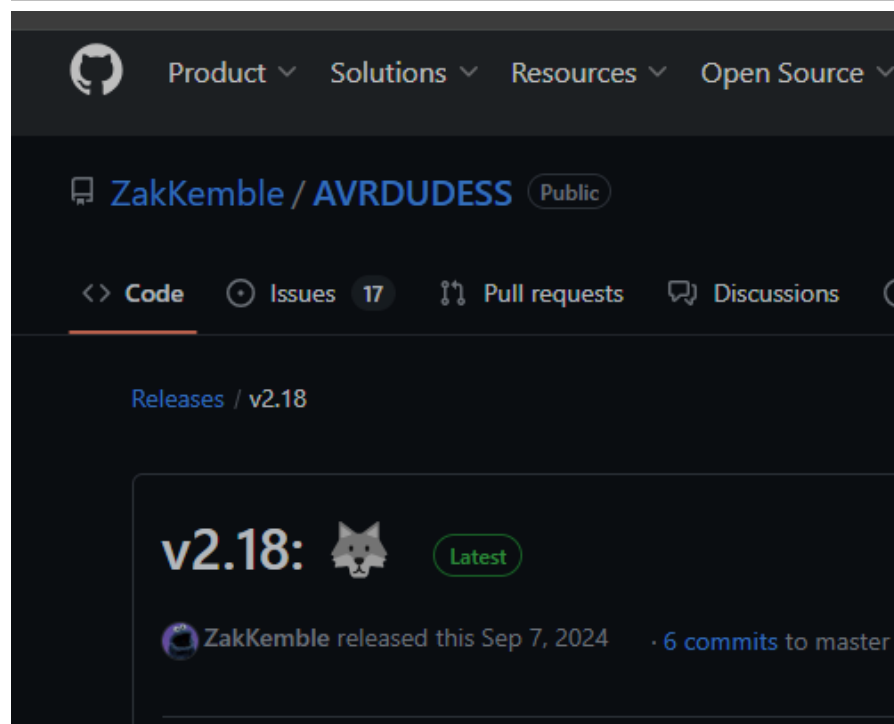 Product Solutions Resources Open Source
ZakKemble / AVRDUDESS Public
<> Code Issues 17 Pull requests Discussions
Releases / v2.18
v2.18: 🐺 Latest
ZakKemble released this Sep 7, 2024 · 6 commits to master